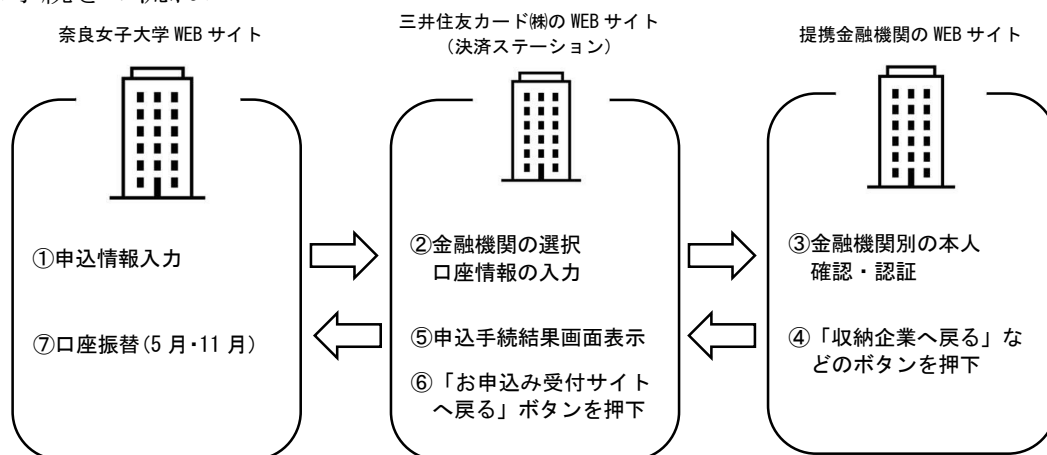 奈良女子大学 WEB サイト
①申込情報入力
⑦口座振替(5 月･11 月)
三井住友カード㈱の WEB サイト
（決済ステーション）
②金融機関の選択
口座情報の入力
⑤申込手続結果画面表示
⑥「お申込み受付サイト
へ戻る」ボタンを押下
提携金融機関の WEB サイト
③金融機関別の本人
確認・認証
④「収納企業へ戻る」な
どのボタンを押下